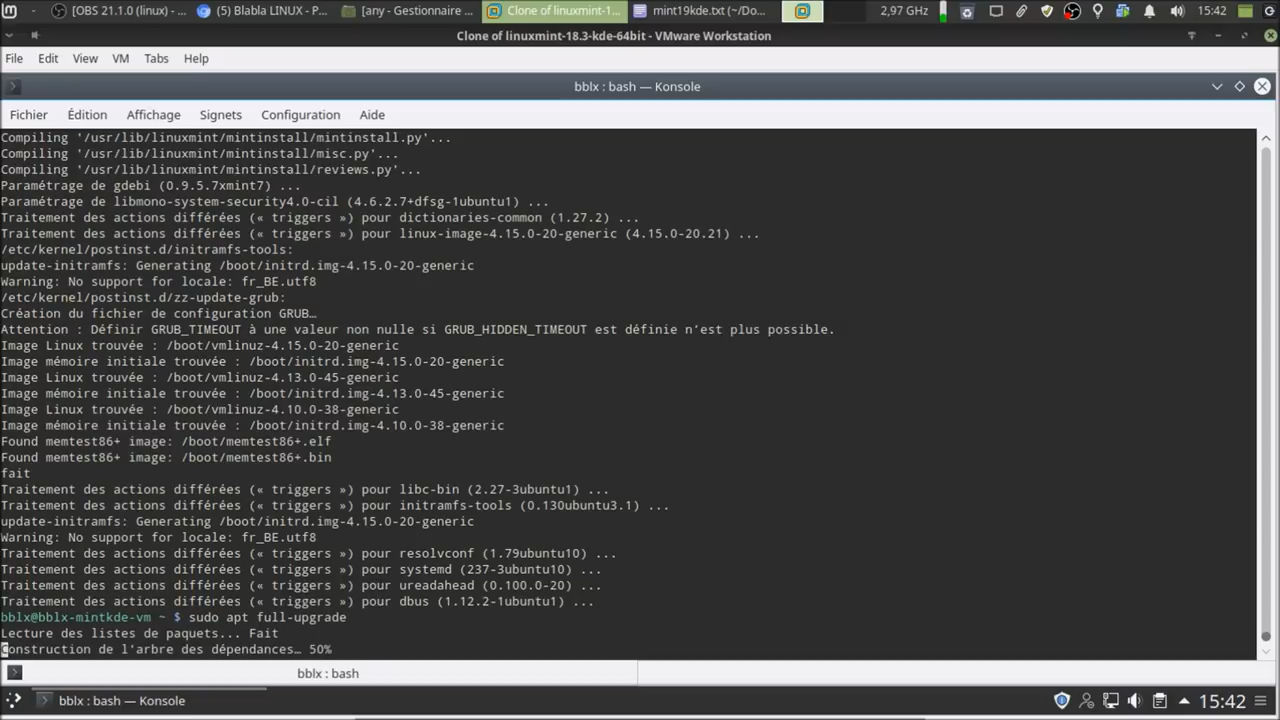 [OBS 21.11.0 (linux) - ...
(5) Blabla LINUX - P...
[any - Gestionnaire ...
Clone of linuxmint-1...
mint19kde.txt (~/Do...
2,97 GHz
15:42
Clone of linuxmint-18.3-kde-64bit - VMware Workstation
File Edit View VM Tabs Help
bblx : bash — Konsole
Fichier Édition Affichage Signets Configuration Aide
Compiling '/usr/lib/linuxmint/mintinstall/mintinstall.py'...
Compiling '/usr/lib/linuxmint/mintinstall/misc.py'...
Compiling '/usr/lib/linuxmint/mintinstall/reviews.py'...
Paramétrage de gdebi (0.9.5.7xmint7) ...
Paramétrage de libmono-system-security4.0-cil (4.6.2.7+dfsg-1ubuntu1) ...
Traitement des actions différées (« triggers ») pour dictionaries-common (1.27.2) ...
Traitement des actions différées (« triggers ») pour linux-image-4.15.0-20-generic (4.15.0-20.21) ...
/etc/kernel/postinst.d/initramfs-tools:
update-initramfs: Generating /boot/initrd.img-4.15.0-20-generic
Warning: No support for locale: fr_BE.utf8
/etc/kernel/postinst.d/zz-update-grub:
Création du fichier de configuration GRUB…
Attention : Définir GRUB_TIMEOUT à une valeur non nulle si GRUB_HIDDEN_TIMEOUT est définie n’est plus possible.
Image Linux trouvée : /boot/vmlinuz-4.15.0-20-generic
Image mémoire initiale trouvée : /boot/initrd.img-4.15.0-20-generic
Image Linux trouvée : /boot/vmlinuz-4.13.0-45-generic
Image mémoire initiale trouvée : /boot/initrd.img-4.13.0-45-generic
Image Linux trouvée : /boot/vmlinuz-4.10.0-38-generic
Image mémoire initiale trouvée : /boot/initrd.img-4.10.0-38-generic
Found memtest86+ image: /boot/memtest86+.elf
Found memtest86+ image: /boot/memtest86+.bin
fait
Traitement des actions différées (« triggers ») pour libc-bin (2.27-3ubuntu1) ...
Traitement des actions différées (« triggers ») pour initramfs-tools (0.130ubuntu3.1) ...
update-initramfs: Generating /boot/initrd.img-4.15.0-20-generic
Warning: No support for locale: fr_BE.utf8
Traitement des actions différées (« triggers ») pour resolvconf (1.79ubuntu10) ...
Traitement des actions différées (« triggers ») pour systemd (237-3ubuntu10) ...
Traitement des actions différées (« triggers ») pour ureadahead (0.100.0-20) ...
Traitement des actions différées (« triggers ») pour dbus (1.12.2-1ubuntu1) ...
bblx@bblx-mintkde-vm ~ $ sudo apt full-upgrade
Lecture des listes de paquets... Fait
Construction de l'arbre des dépendances… 50%
bblx : bash
bblx : bash — Konsole
15:42